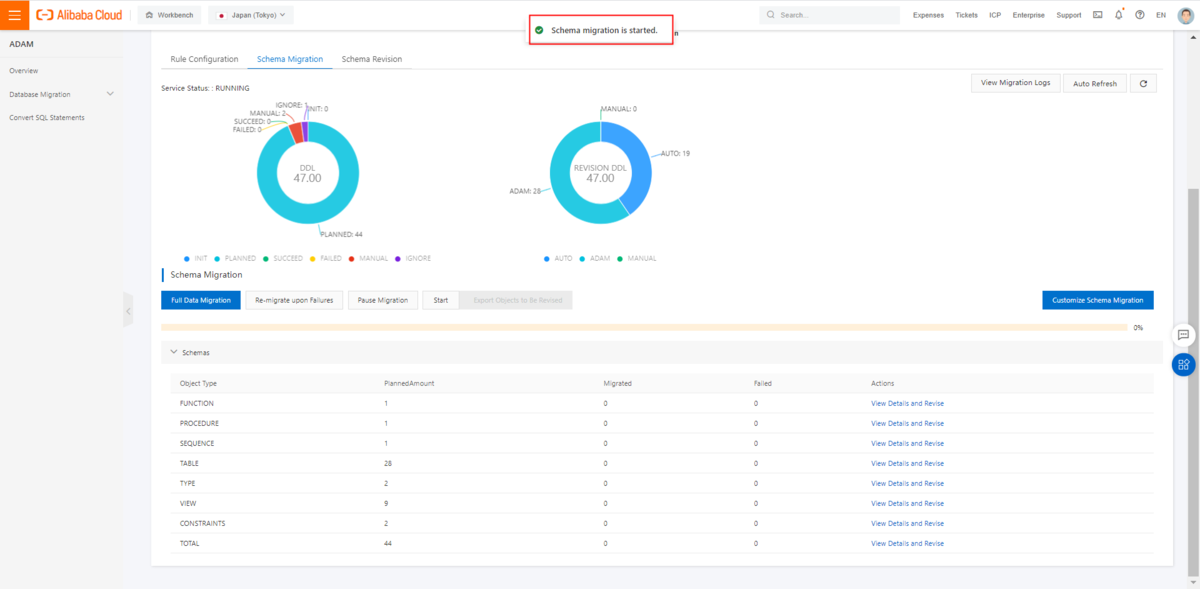 Alibaba Cloud
Workbench
Japan (Tokyo)
Search...
Expenses Tickets ICP Enterprise Support EN
Schema migration is started.
ADAM
Overview
Database Migration
Convert SQL Statements
Rule Configuration Schema Migration Schema Revision
Service Status: : RUNNING
View Migration Logs Auto Refresh
IGNORE: 1
INIT: 0
MANUAL: 2
SUCCEED: 0
FAILED: 0
DDL
47.00
PLANNED: 44
INIT PLANNED SUCCEED FAILED MANUAL IGNORE
MANUAL: 0
AUTO: 19
REVISION DDL
47.00
ADAM: 28
AUTO ADAM MANUAL
Schema Migration
Full Data Migration Re-migrate upon Failures Pause Migration Start Export Objects to Be Revised Customize Schema Migration
0%
Schemas
Object Type PlannedAmount Migrated Failed Actions
FUNCTION 1 0 0 View Details and Revise
PROCEDURE 1 0 0 View Details and Revise
SEQUENCE 1 0 0 View Details and Revise
TABLE 28 0 0 View Details and Revise
TYPE 2 0 0 View Details and Revise
VIEW 9 0 0 View Details and Revise
CONSTRAINTS 2 0 0 View Details and Revise
TOTAL 44 0 0 View Details and Revise